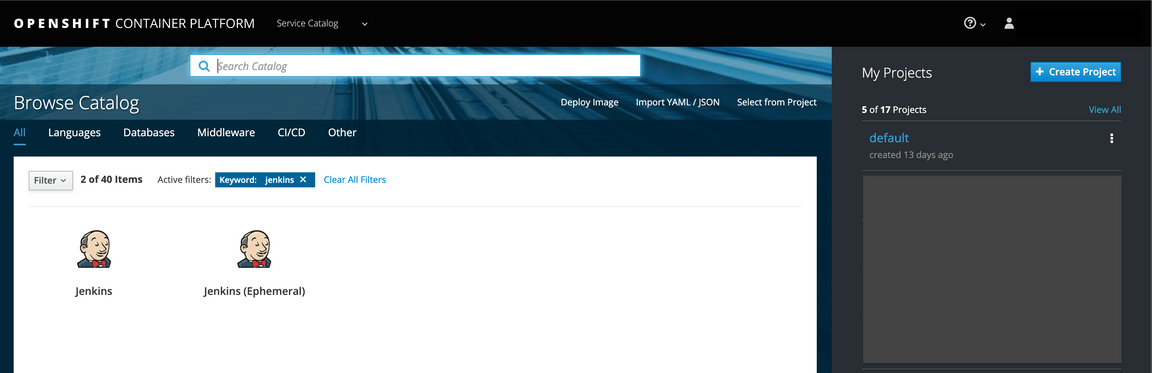 OPENSHIFT CONTAINER PLATFORM Service Catalog
Search Catalog
Browse Catalog
Deploy Image Import YAML / JSON Select from Project
All Languages Databases Middleware CI/CD Other
Filter 2 of 40 Items Active filters: Keyword: jenkins × Clear All Filters
Jenkins Jenkins (Ephemeral)
My Projects + Create Project
5 of 17 Projects View All
default
created 13 days ago